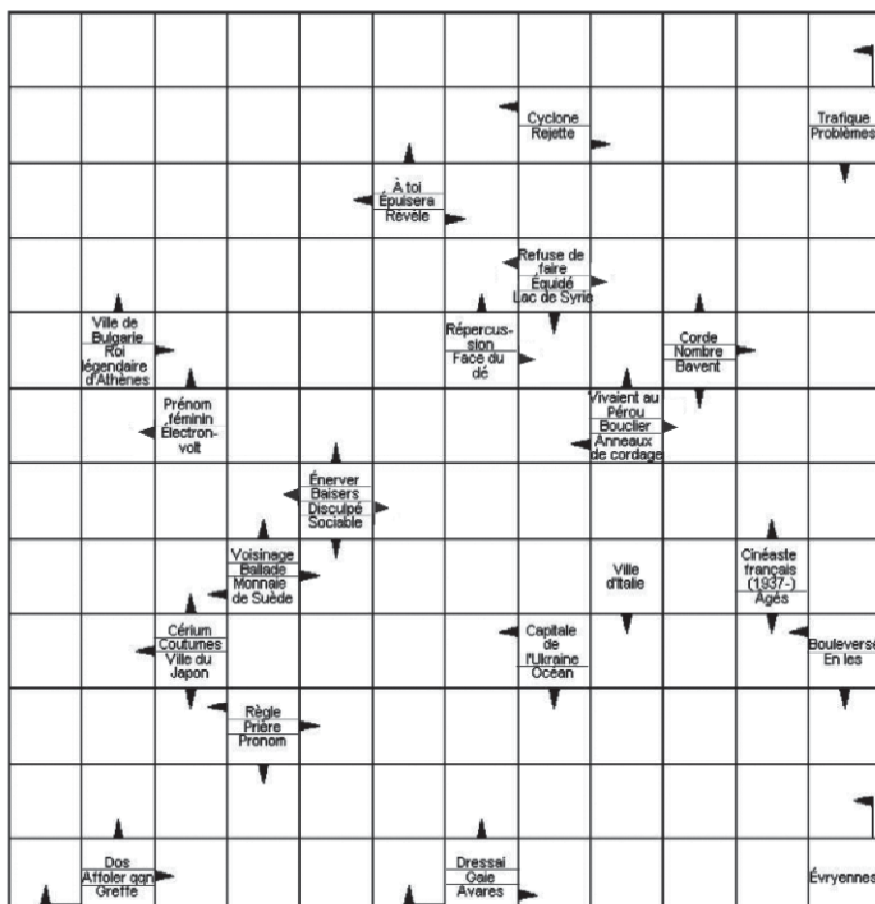 Cyclone
Rejette
Trafique
Problèmes
À toi
Épuisera
Révèle
Refuse de
faire
Équidé
Lac de Syrie
Ville de
Bulgarie
Roi
légendaire
d'Athènes
Répercus-
sion
Face du
dé
Corde
Nombre
Bavent
Prénom
féminin
Électron-
volt
Vivaient au
Pérou
Bouclier
Anneaux
de cordage
Énerver
Baisers
Disculpé
Sociable
Voisinage
Ballade
Monnaie
de Suède
Ville
d'Italie
Cinéaste
français
(1937-)
Agés
Cérium
Coutumes
Ville du
Japon
Capitale
de
l'Ukraine
Océan
Bouleversé
En les
Règle
Prière
Pronom
Dos
Affoler qqn
Greffe
Dressai
Gaie
Avares
Évryennes